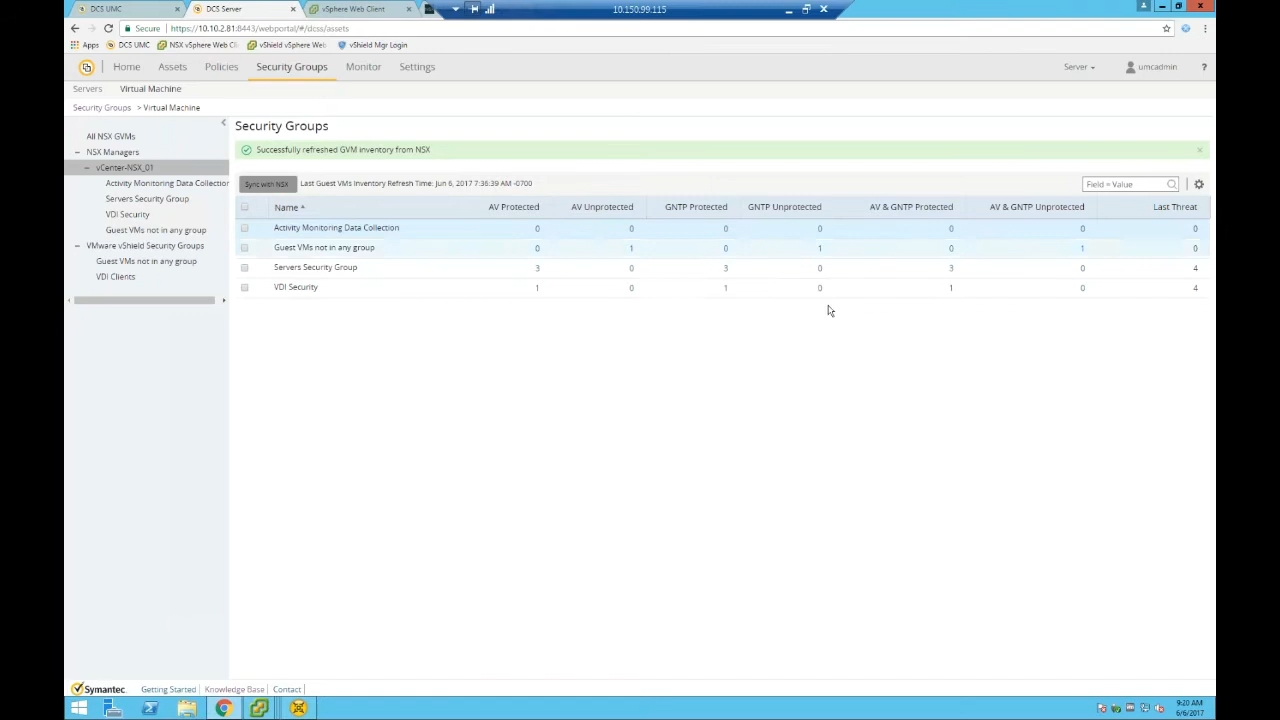 DCS UMC
DCS Server
vSphere Web Client
10.150.99.115
Secure
https://10.10.2.81:8443/webportal/#/dcss/assets
Apps
DCS UMC
NSX vSphere Web Cli
vShield vSphere Web
vShield Mgr Login
Home
Assets
Policies
Security Groups
Monitor
Settings
Server
umcadmin
?
Servers
Virtual Machine
Security Groups > Virtual Machine
All NSX GVMs
NSX Managers
vCenter-NSX_01
Activity Monitoring Data Collection
Servers Security Group
VDI Security
Guest VMs not in any group
VMware vShield Security Groups
Guest VMs not in any group
VDI Clients
Security Groups
Successfully refreshed GVM inventory from NSX
Sync with NSX
Last Guest VMs Inventory Refresh Time: Jun 6, 2017 7:36:39 AM -0700
Field = Value
Name AV Protected AV Unprotected GNTP Protected GNTP Unprotected AV & GNTP Protected AV & GNTP Unprotected Last Threat
Activity Monitoring Data Collection 0 0 0 0 0 0 0
Guest VMs not in any group 0 1 0 1 0 1 0
Servers Security Group 3 0 3 0 3 0 4
VDI Security 1 0 1 0 1 0 4
Symantec.
Getting Started
Knowledge Base
Contact
9:20 AM
6/6/2017